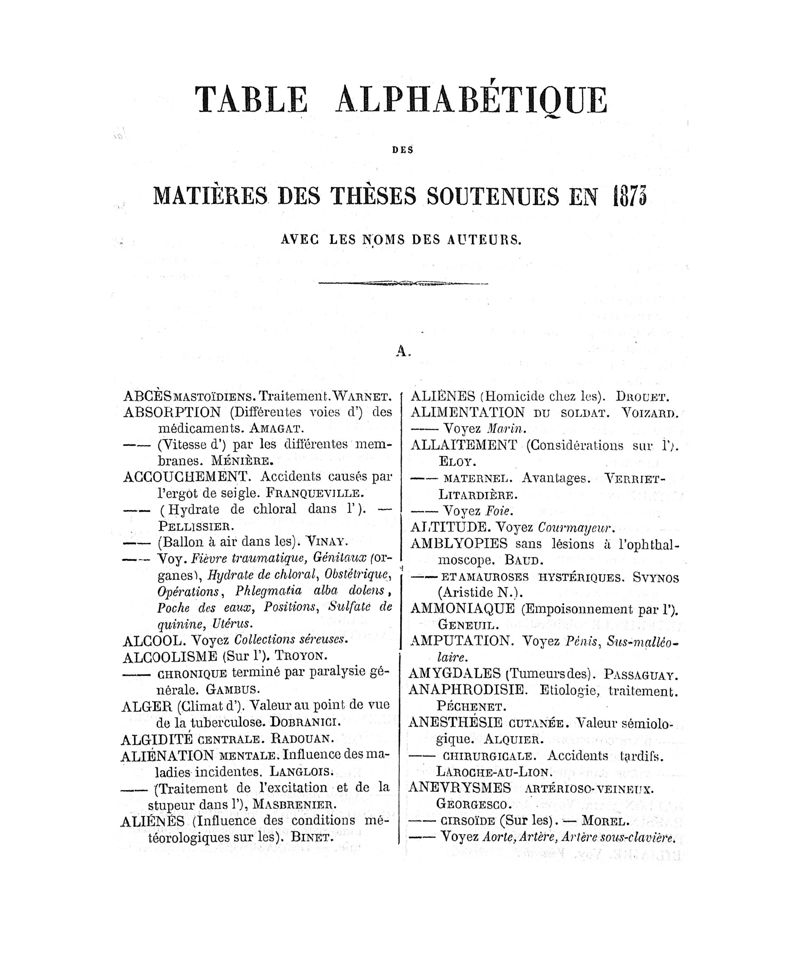 TABLE ALPHABÉTIQUE
DES
MATIÈRES DES THÈSES SOUTENUES EN 1873
AVEC LES NOMS DES AUTEURS.
A.
ABCÈS MASTOÏDIENS. Traitement. WARNET.
ABSORPTION (Différentes voies d') des
médicaments. AMAGAT.
—— (Vitesse d') par les différentes mem-
branes. MÉNIÈRE.
ACCOUCHEMENT. Accidents causés par
l'ergot de seigle. FRANQUEVILLE.
—— (Hydrate de chloral dans l'). —
PELLISSIER.
—— (Ballon à air dans les). VINAY.
—— Voy. Fièvre traumatique, Génitaux (or-
ganes), Hydrate de chloral, Obstétrique,
Opérations, Phlegmatia alba dolens,
Poche des eaux, Positions, Sulfate de
quinine, Utérus.
ALCOOL. Voyez Collections séreuses.
ALCOOLISME (Sur l'). TROYON.
—— CHRONIQUE terminé par paralysie gé-
nérale. GAMBUS.
ALGER (Climat d'). Valeur au point de vue
de la tuberculose. DOBRANICI.
ALGIDITÉ CENTRALE. RADOUAN.
ALIÉNATION MENTALE. Influence des ma-
ladies incidentes. LANGLOIS.
—— (Traitement de l'excitation et de la
stupeur dans l'), MASBRENIER.
ALIÉNÉS (Influence des conditions mé-
téorologiques sur les). BINET.
ALIÉNÉS (Homicide chez les). DROUET.
ALIMENTATION DU SOLDAT. VOIZARD.
—— Voyez Marin.
ALLAITEMENT (Considérations sur l').
ELOY.
—— MATERNEL. Avantages. VERRIET-
LITARDIÈRE.
—— Voyez Foie.
ALTITUDE. Voyez Courmayeur.
AMBLYOPIES sans lésions à l'ophthal-
moscope. BAUD.
—— ET AMAUROSES HYSTÉRIQUES. SVYNOS
(Aristide N.).
AMMONIAQUE (Empoisonnement par l').
GENEUIL.
AMPUTATION. Voyez Pénis, Sus-malléo-
laire.
AMYGDALES (Tumeurs des). PASSAGUAY.
ANAPHRODISIE. Etiologie, traitement.
PÉCHENET.
ANESTHÉSIE CUTANÉE. Valeur sémiolo-
gique. ALQUIER.
—— CHIRURGICALE. Accidents tardifs.
LAROCHE-AU-LION.
ANEVRYSMES ARTÉRIOSO-VEINEUX.
GEORGESCO.
—— CIRSOÏDE (Sur les). — MOREL.
—— Voyez Aorte, Artère, Artère sous-clavière.